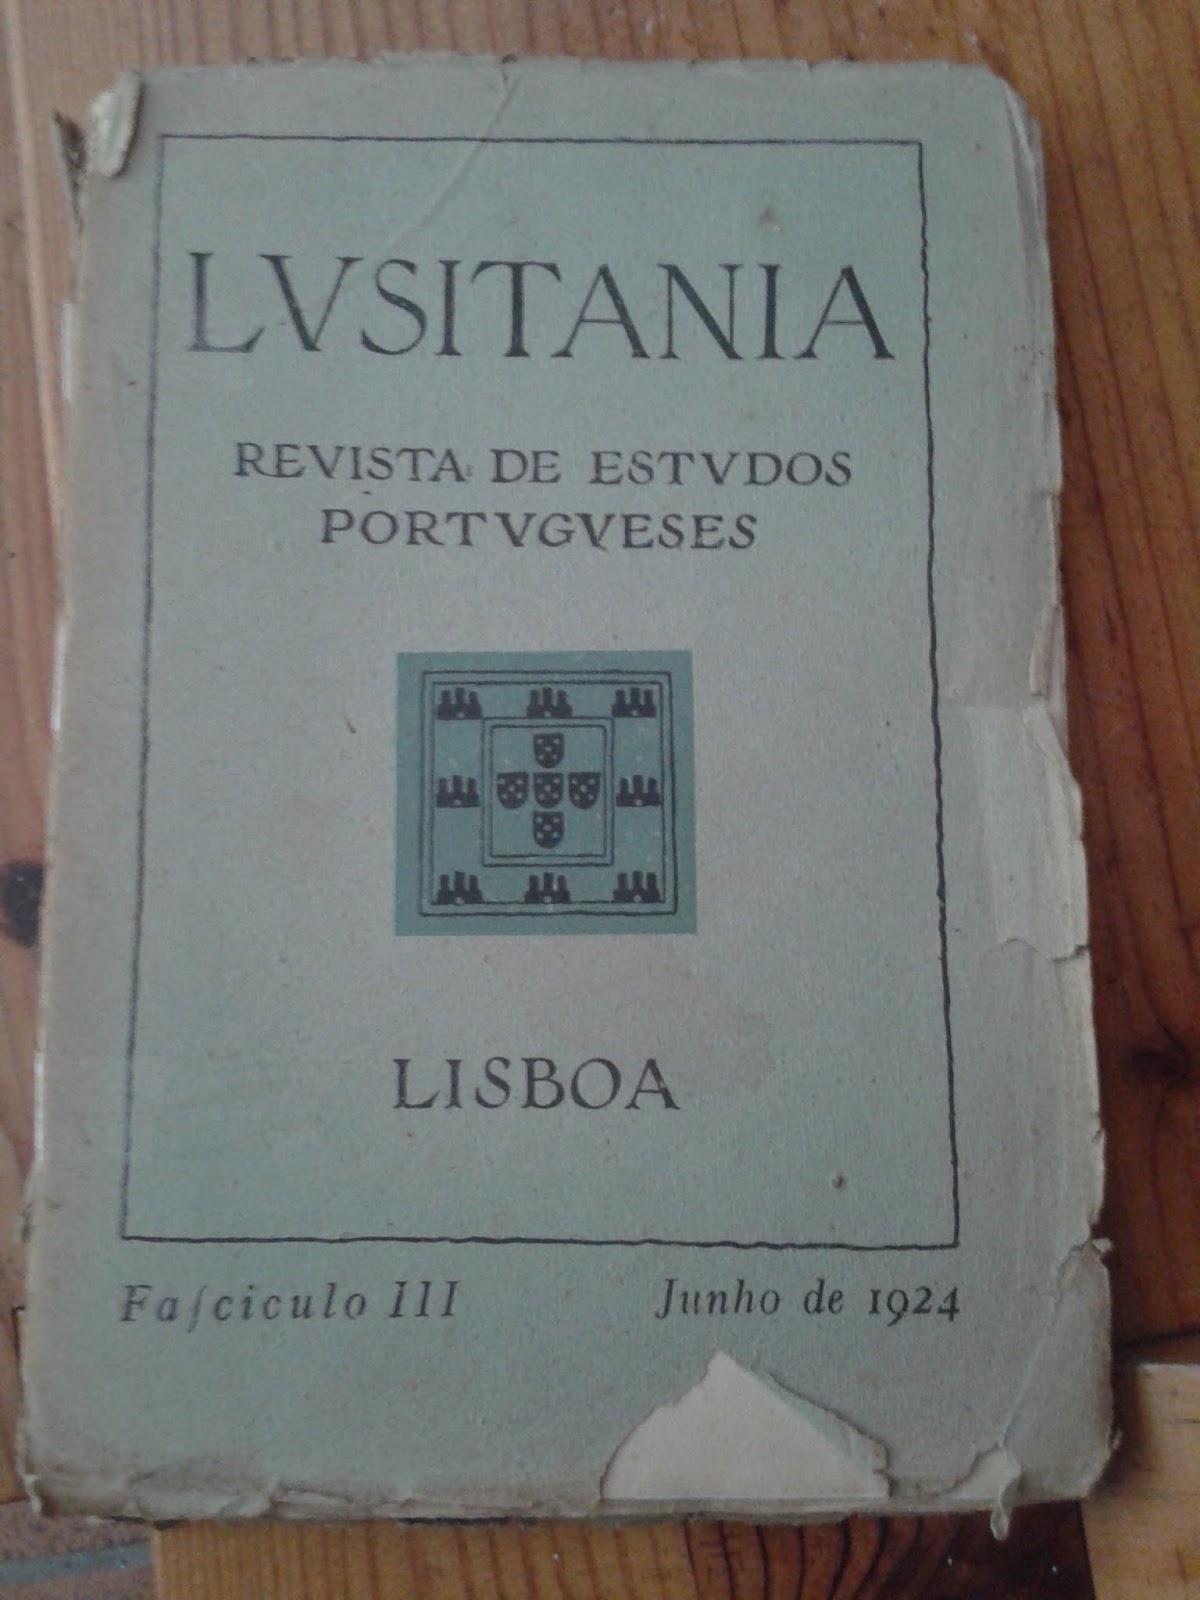 LVSITANIA
REVISTA DE ESTVDOS
PORTVGVESES
LISBOA
Faſciculo III
Junho de 1924